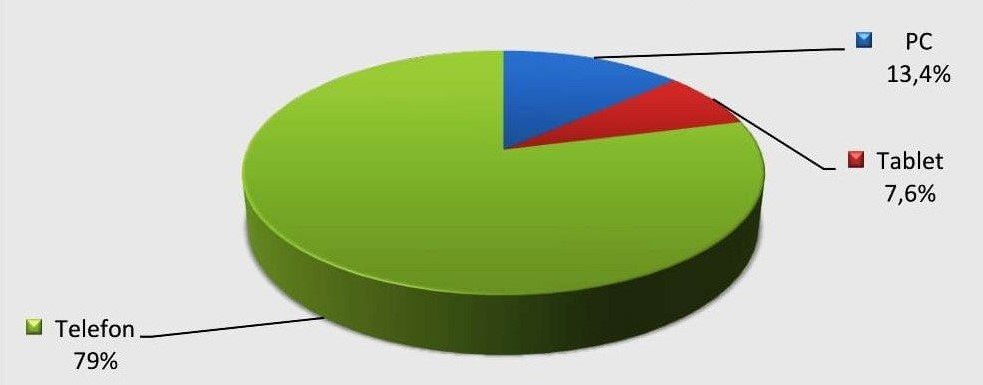 PC
13,4%
Tablet
7,6%
Telefon
79%